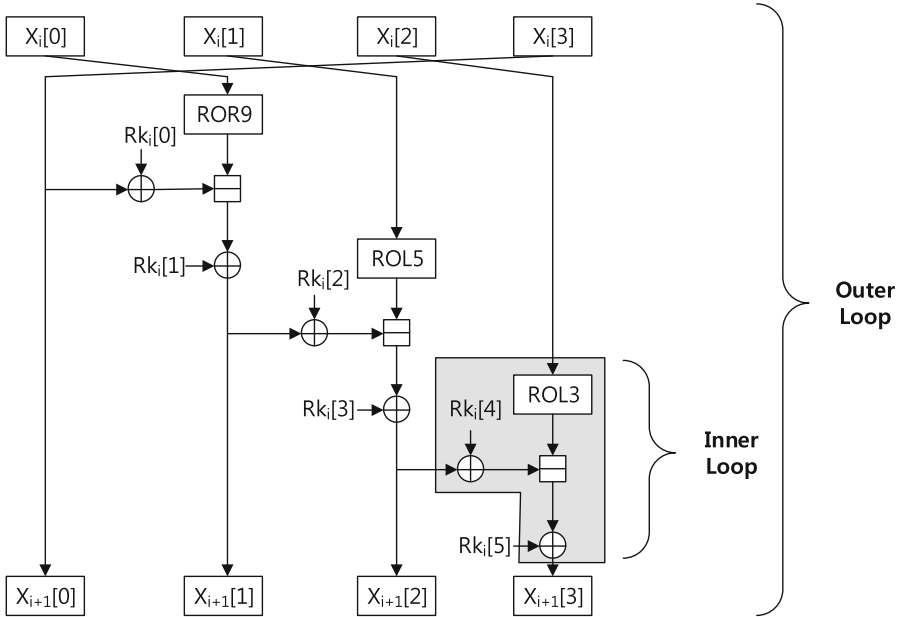 Xi[0] Xi[1] Xi[2] Xi[3]
ROR9
Rki[0]
Rki[1]
ROL5
Rki[2]
Outer
Loop
ROL3
Rki[3]
Rki[4]
Inner
Loop
Rki[5]
Xi+1[0] Xi+1[1] Xi+1[2] Xi+1[3]